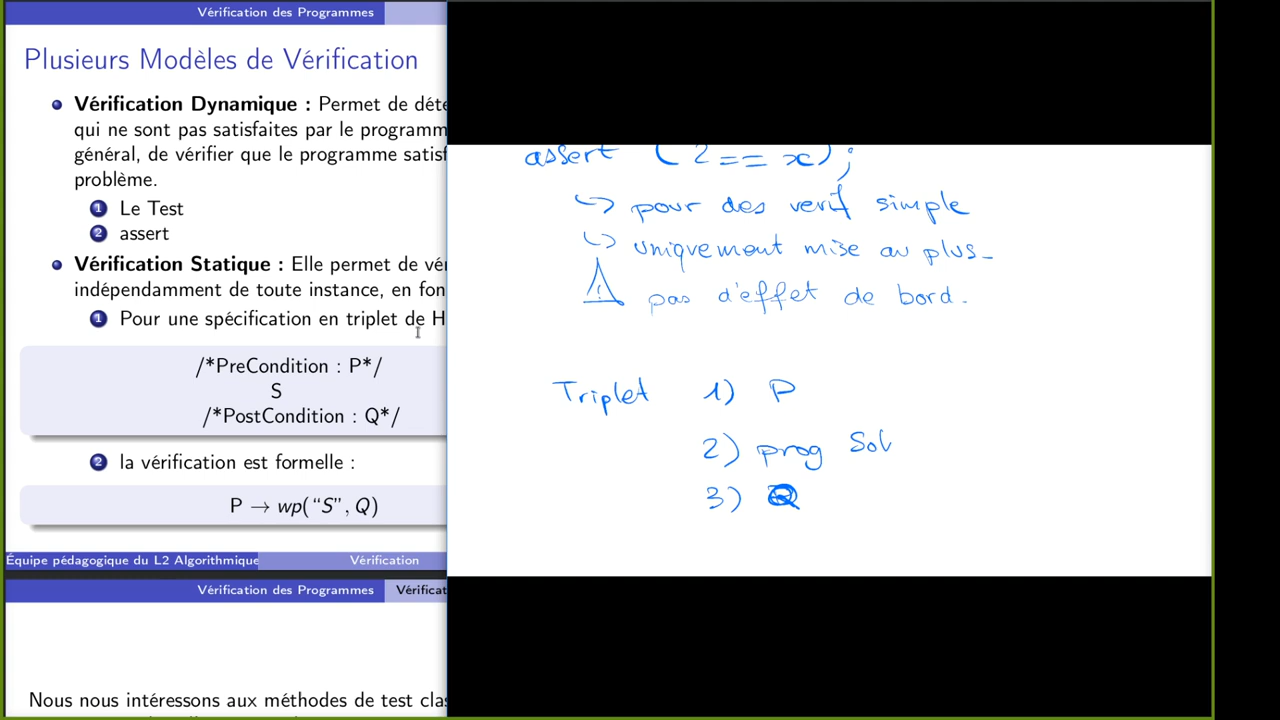 Vérification des Programmes
Plusieurs Modèles de Vérification
Vérification Dynamique : Permet de déte
qui ne sont pas satisfaites par le programm
général, de vérifier que le programme satisf
problème.
1 Le Test
2 assert
Vérification Statique : Elle permet de vér
indépendamment de toute instance, en fon
1 Pour une spécification en triplet de H
/*PreCondition : P*/
S
/*PostCondition : Q*/
2 la vérification est formelle :
P → wp("S", Q)
Équipe pédagogique du L2 Algorithmique
Vérification
Vérification des Programmes
Vérificat
Nous nous intéressons aux méthodes de test clas
assert ( 2 == x);
↳ pour des verif simple
↳ uniquement mise au plus_
⚠ pas d'effet de bord.
Triplet 1) P
2) prog Sol
3) Q